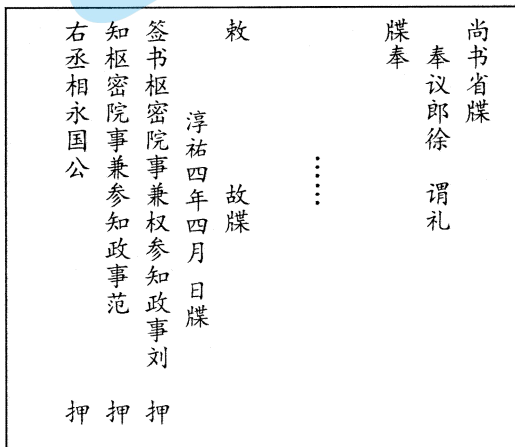 尚书省牒
奉议郎徐 谓礼
牒奉
……
敕 故牒
淳祐四年四月 日牒
签书枢密院事兼权参知政事刘 押
知枢密院事兼参知政事范 押
右丞相永国公 押